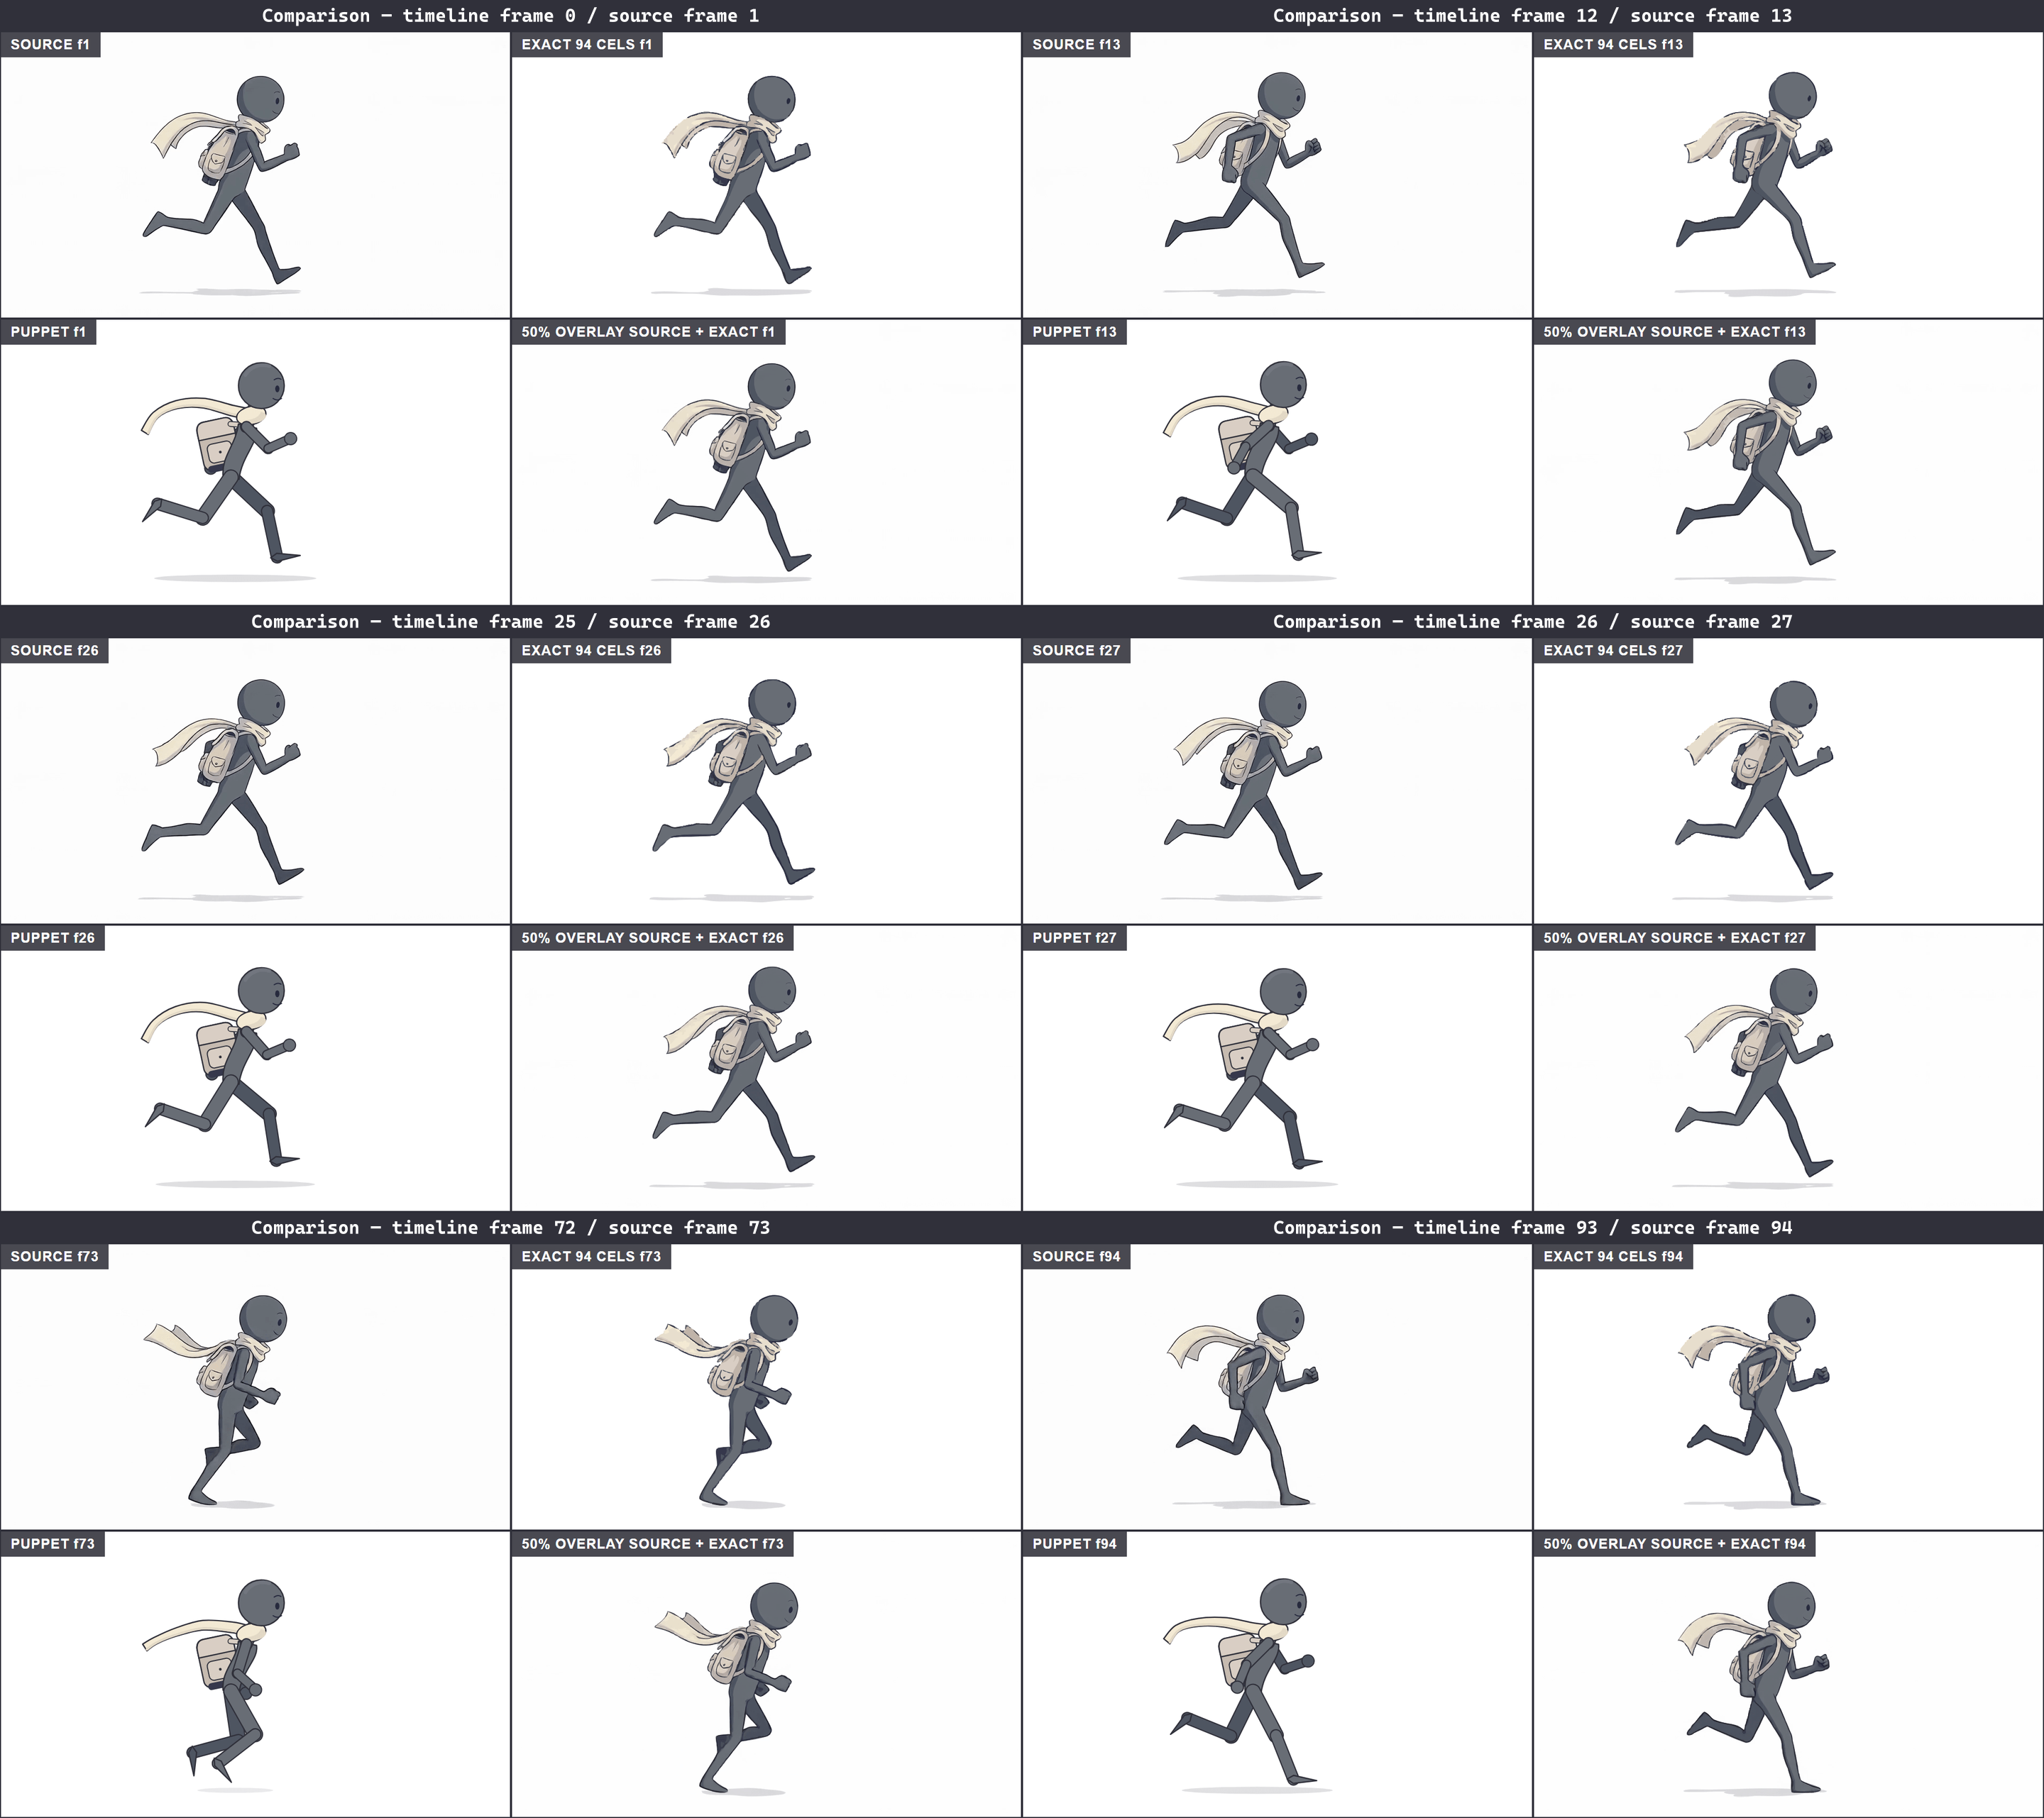 Comparison — timeline frame 0 / source frame 1
SOURCE f1
EXACT 94 CELS f1
PUPPET f1
50% OVERLAY SOURCE + EXACT f1
Comparison — timeline frame 12 / source frame 13
SOURCE f13
EXACT 94 CELS f13
PUPPET f13
50% OVERLAY SOURCE + EXACT f13
Comparison — timeline frame 25 / source frame 26
SOURCE f26
EXACT 94 CELS f26
PUPPET f26
50% OVERLAY SOURCE + EXACT f26
Comparison — timeline frame 26 / source frame 27
SOURCE f27
EXACT 94 CELS f27
PUPPET f27
50% OVERLAY SOURCE + EXACT f27
Comparison — timeline frame 72 / source frame 73
SOURCE f73
EXACT 94 CELS f73
PUPPET f73
50% OVERLAY SOURCE + EXACT f73
Comparison — timeline frame 93 / source frame 94
SOURCE f94
EXACT 94 CELS f94
PUPPET f94
50% OVERLAY SOURCE + EXACT f94